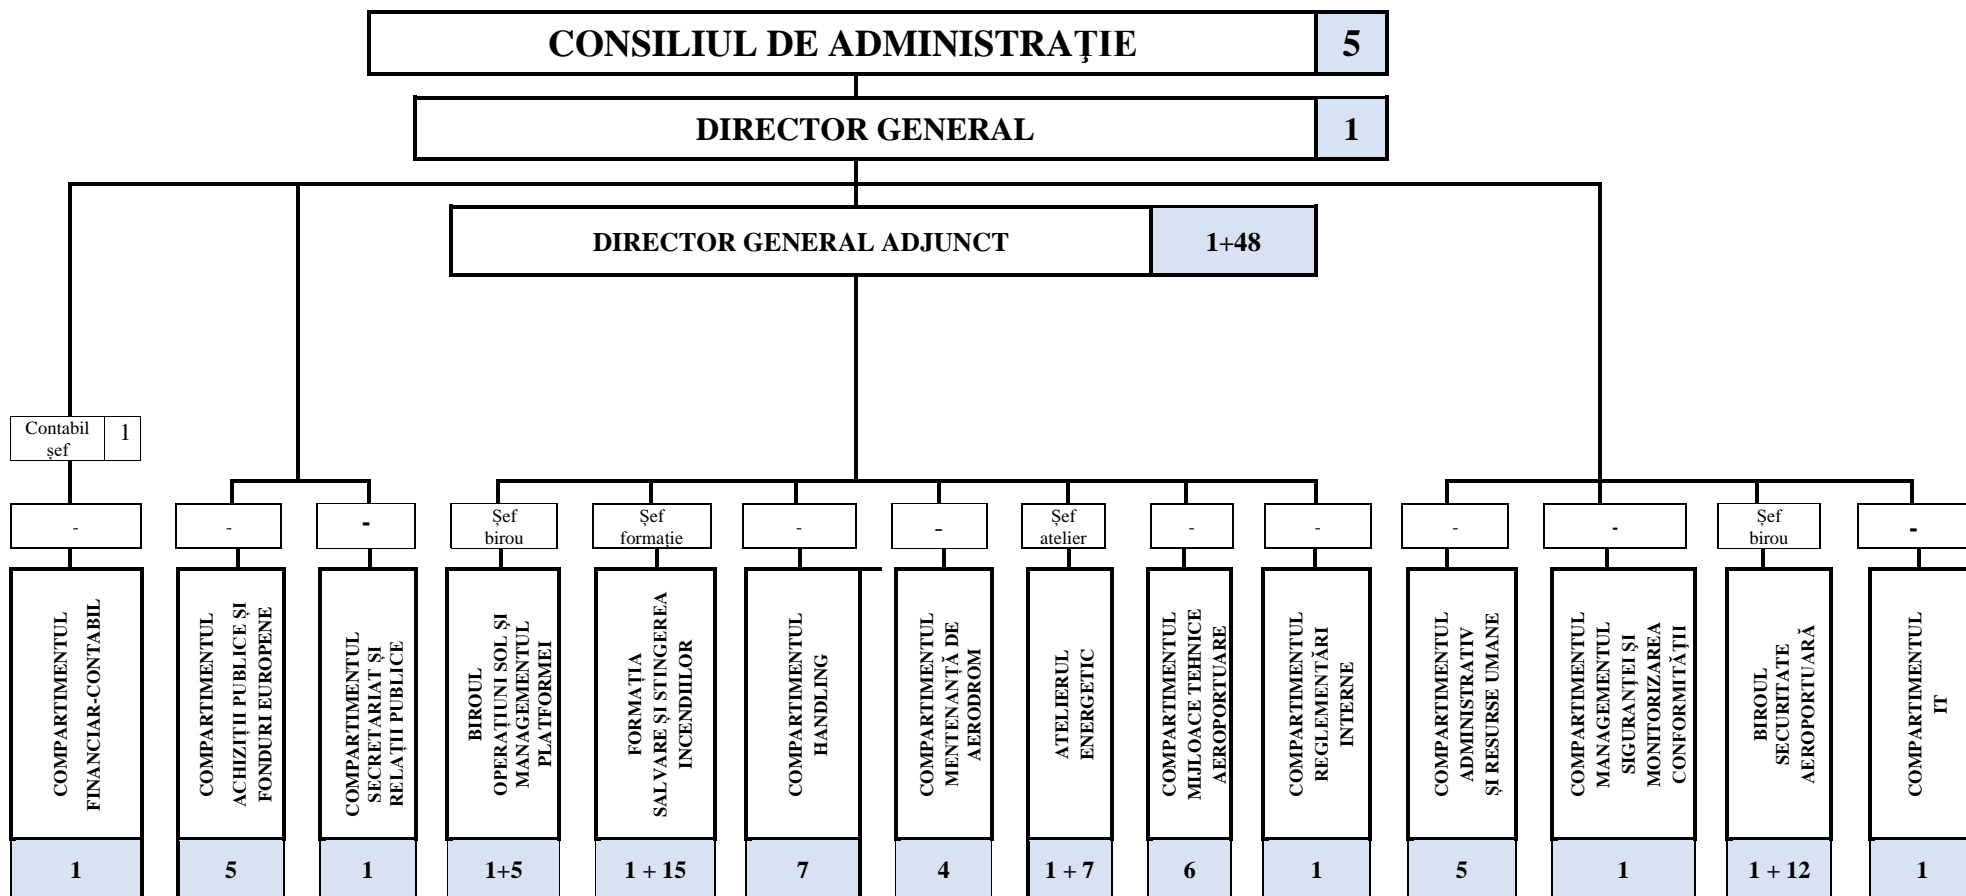 CONSILIUL DE ADMINISTRAŢIE
5
DIRECTOR GENERAL
1
DIRECTOR GENERAL ADJUNCT
1+48
Contabil
șef
1
-
-
-
Șef
birou
Șef
formație
-
-
Șef
atelier
-
-
-
-
Șef
birou
-
COMPARTIMENTUL
FINANCIAR-CONTABIL
COMPARTIMENTUL
ACHIZIȚII PUBLICE ȘI
FONDURI EUROPENE
COMPARTIMENTUL
SECRETARIAT ȘI
RELAȚII PUBLICE
BIROUL
OPERAȚIUNI SOL ȘI
MANAGEMENTUL
PLATFORMEI
FORMAȚIA
SALVARE ȘI STINGEREA
INCENDIILOR
COMPARTIMENTUL
HANDLING
COMPARTIMENTUL
MENTENANȚĂ DE
AERODROM
ATELIERUL
ENERGETIC
COMPARTIMENTUL
MIJLOACE TEHNICE
AEROPORTUARE
COMPARTIMENTUL
REGLEMENTĂRI
INTERNE
COMPARTIMENTUL
ADMINISTRATIV
ȘI RESURSE UMANE
COMPARTIMENTUL
MANAGEMENTUL
SIGURANȚEI ȘI
MONITORIZAREA
CONFORMITĂȚII
BIROUL
SECURITATE
AEROPORTUARĂ
COMPARTIMENTUL
IT
1
5
1
1+5
1 + 15
7
4
1 + 7
6
1
5
1
1 + 12
1